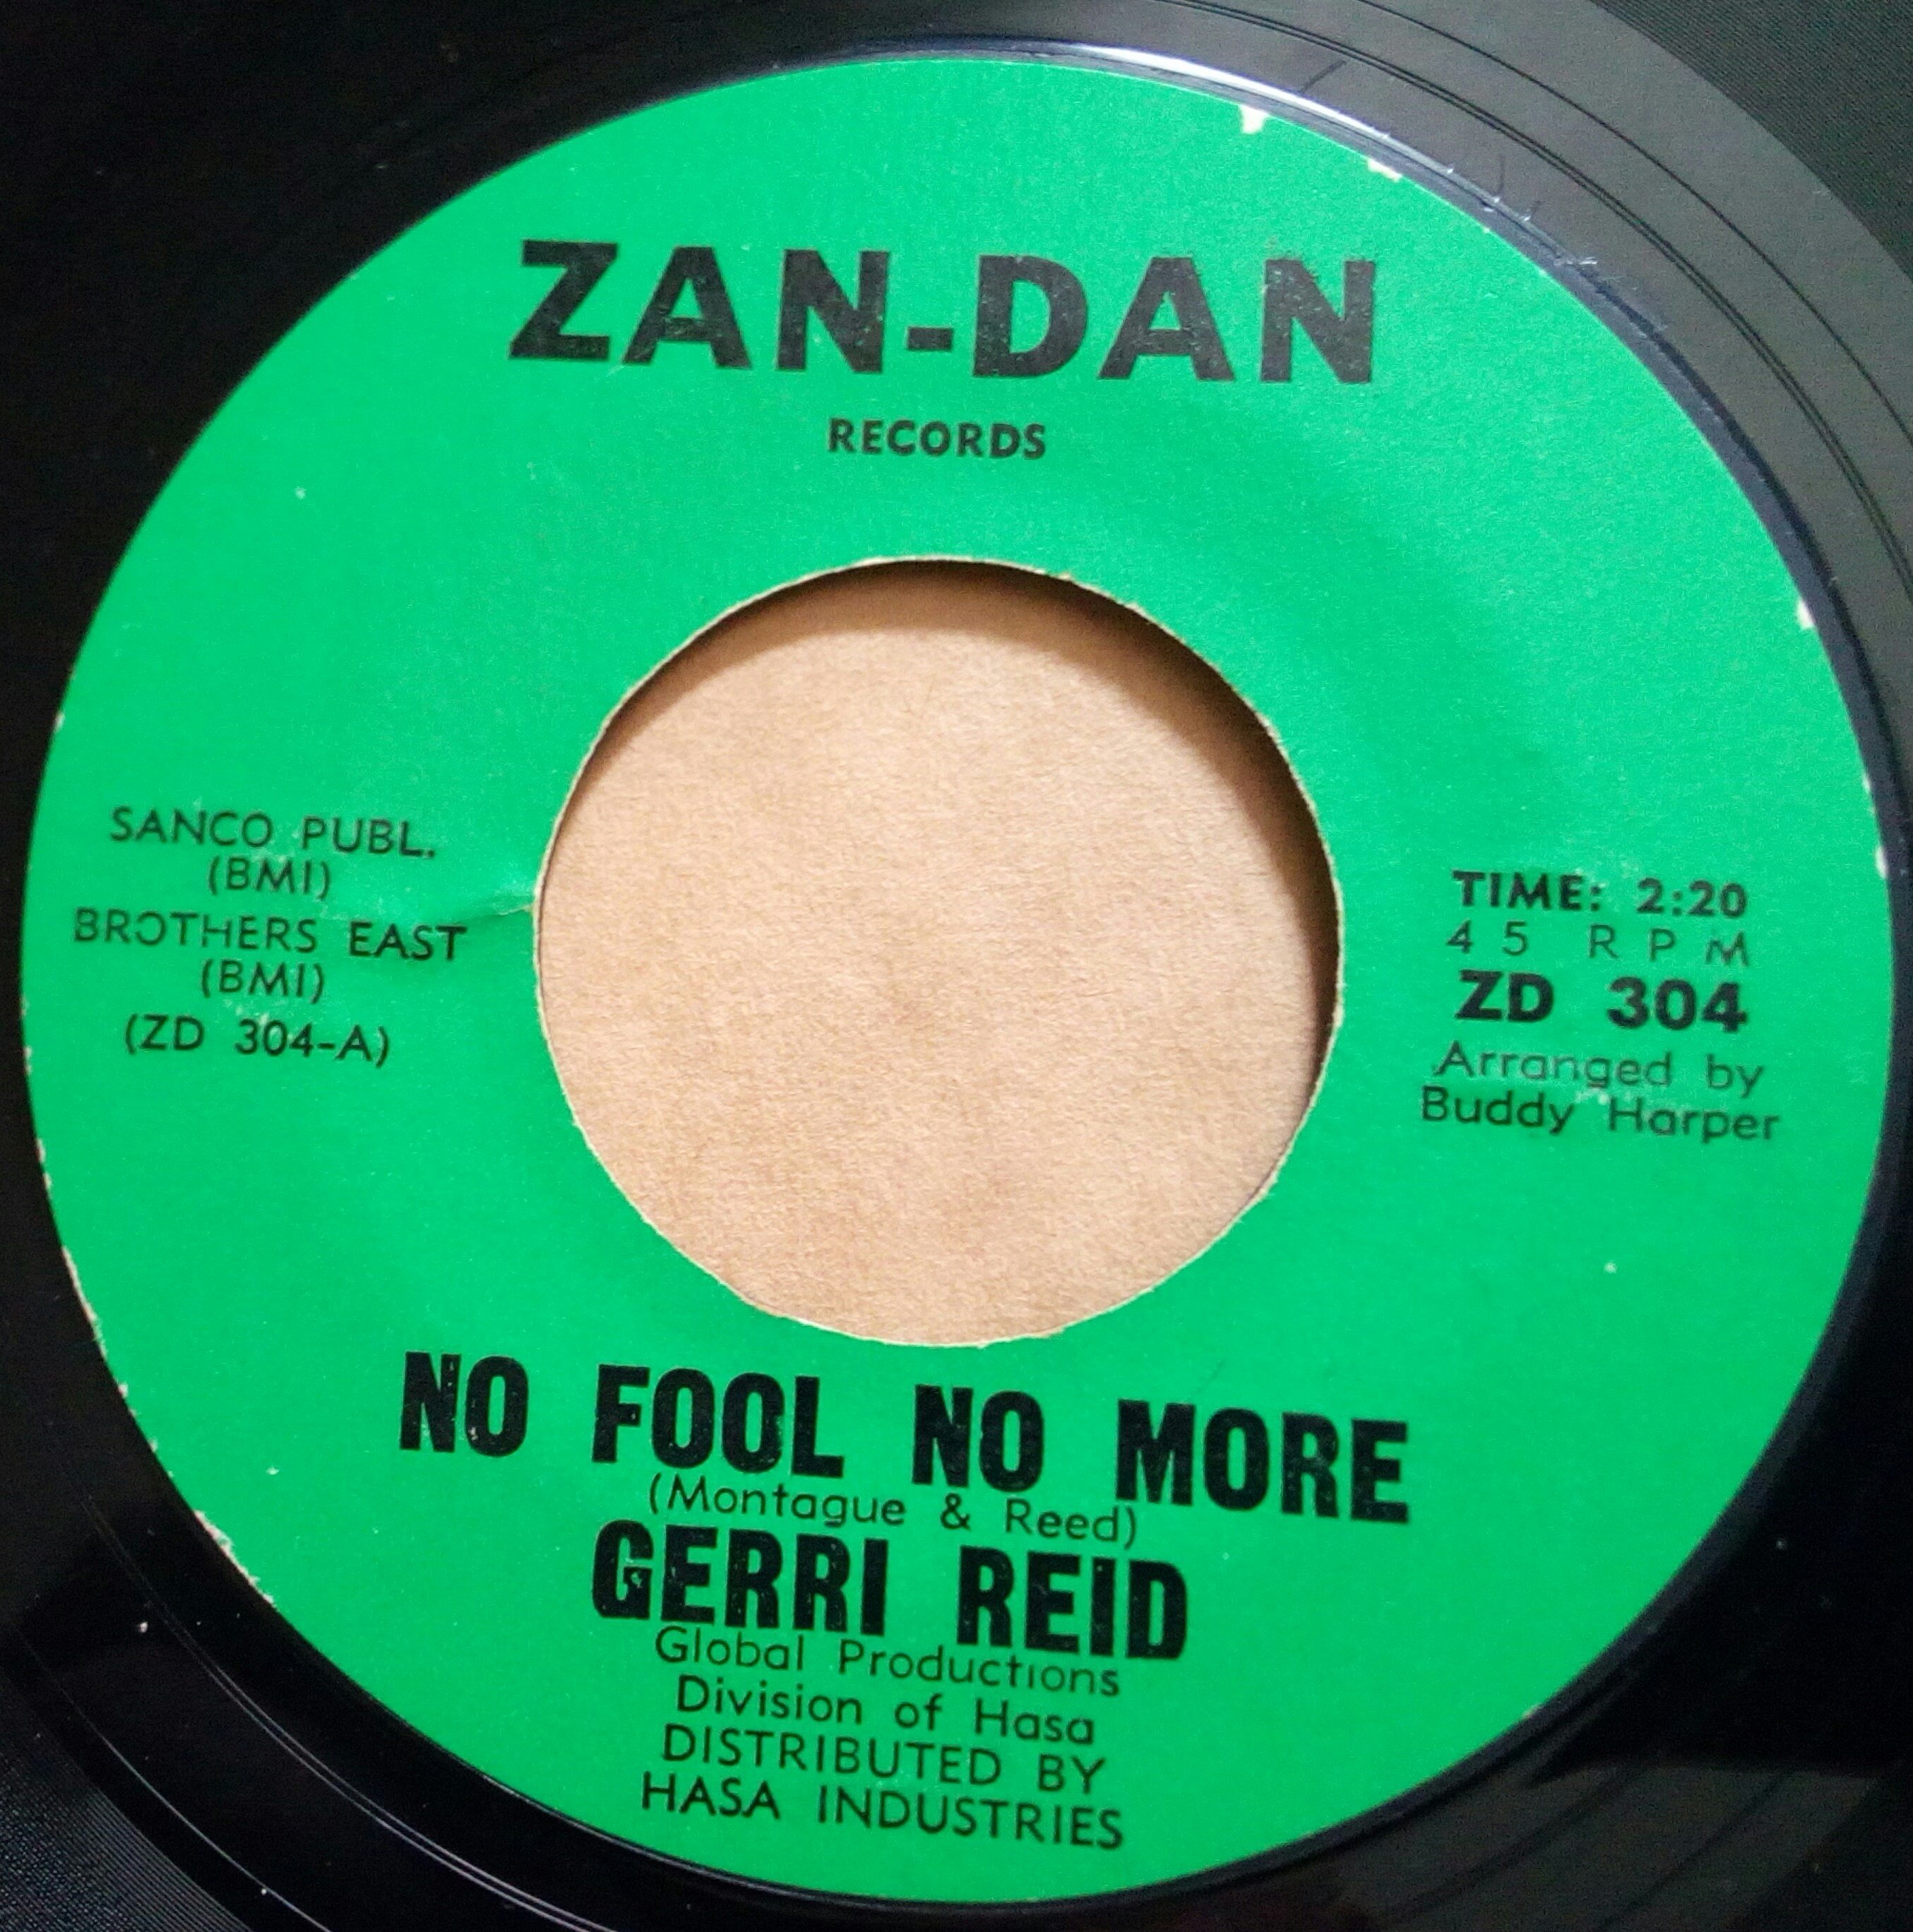 ZAN-DAN
RECORDS
SANCO PUBL.
(BMI)
BROTHERS EAST
(BMI)
(ZD 304-A)
TIME: 2:20
45 RPM
ZD 304
Arranged by
Buddy Harper
NO FOOL NO MORE
(Montague & Reed)
GERRI REID
Global Productions
Division of Hasa
DISTRIBUTED BY
HASA INDUSTRIES